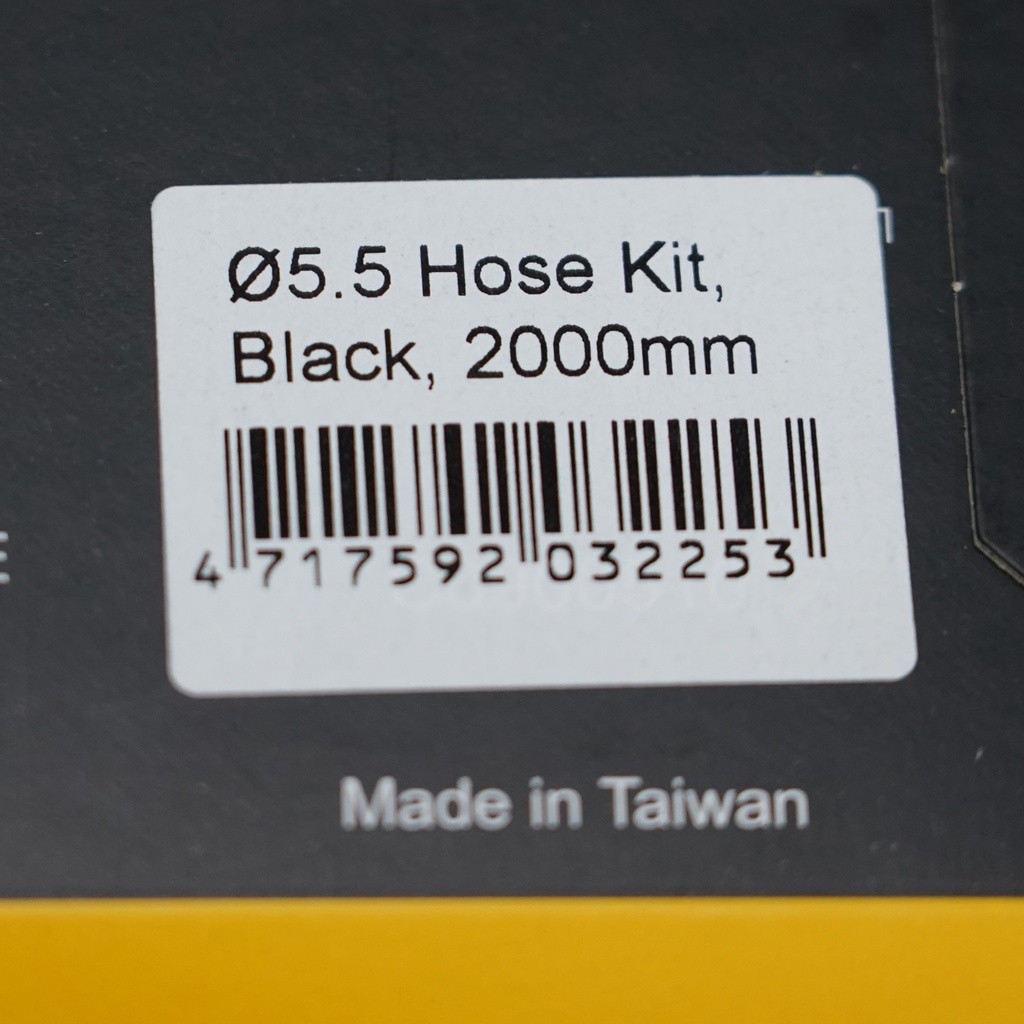 Ø5.5 Hose Kit,
Black, 2000mm
4 717592 032253
Made in Taiwan